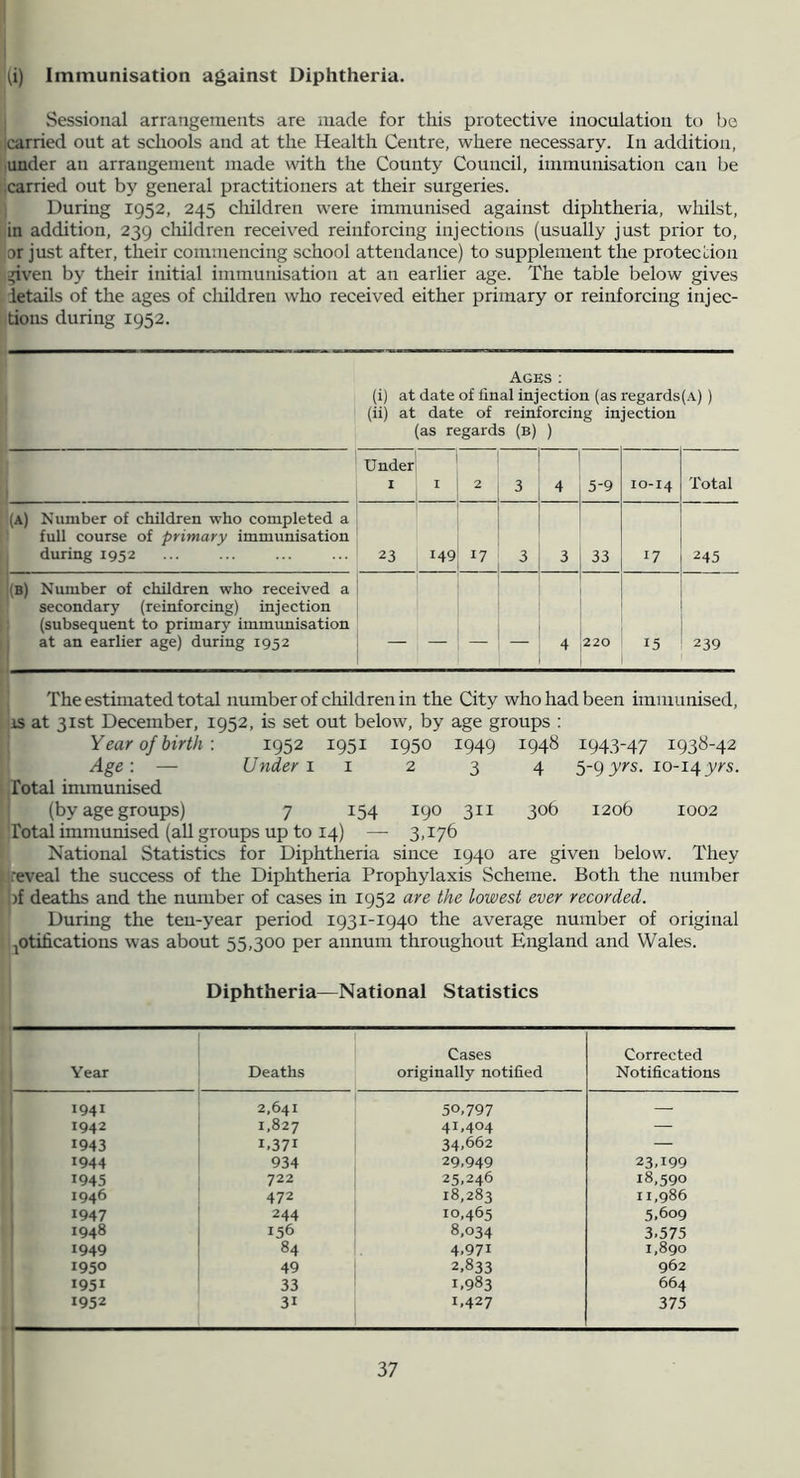 (i) Immunisation against Diphtheria.
Sessional arrangements are made for this protective inoculation to be
carried out at schools and at the Health Centre, where necessary. In addition,
under an arrangement made with the County Council, immunisation can be
carried out by general practitioners at their surgeries.
During 1952, 245 children were immunised against diphtheria, whilst,
in addition, 239 children received reinforcing injections (usually just prior to,
or just after, their commencing school attendance) to supplement the protection
given by their initial immunisation at an earlier age. The table below gives
details of the ages of children who received either primary or reinforcing injec-
tions during 1952.
AGES :
(i) at date of final injection (as regards(A) )
(ii) at date of reinforcing injection
(as regards (B) )
Under 1 1 2 3 4 5-9 10-14 Total
(A) Number of children who completed a
full course of primary immunisation
during 1952 ... ... ... ... 23 149 17 3 3 33 17 245
(B) Number of children who received a
secondary (reinforcing) injection
(subsequent to primary immunisation
at an earlier age) during 1952 — — — — 4 220 15 239
The estimated total number of children in the City who had been immunised,
as at 31st December, 1952, is set out below, by age groups :
Year of birth : 1952 1951 1950 1949 1948 1943-47 1938-42
Age : — Under 1 1 2 3 4 5-9 yrs. 10-14 yrs.
Total immunised
(by age groups) 7 154 190 311 306 1206 1002
Total immunised (all groups up to 14) — 3,176
National Statistics for Diphtheria since 1940 are given below. They
reveal the success of the Diphtheria Prophylaxis Scheme. Both the number
of deaths and the number of cases in 1952 are the lowest ever recorded.
During the ten-year period 1931-1940 the average number of original
notifications was about 55,300 per annum throughout England and Wales.
Diphtheria—National Statistics
Year Deaths Cases originally notified Corrected Notifications
1941 2,641 50,797 —
1942 1,827 41,404 —
1943 1,371 34,662 —
1944 934 29,949 23,199
1945 722 25,246 18,590
1946 472 18,283 11,986
1947 244 10,465 5,609
1948 156 8,034 3,575
1949 84 4,971 1,890
1950 49 2,833 962
1951 33 1,983 664
1952 31 1,427 375
37